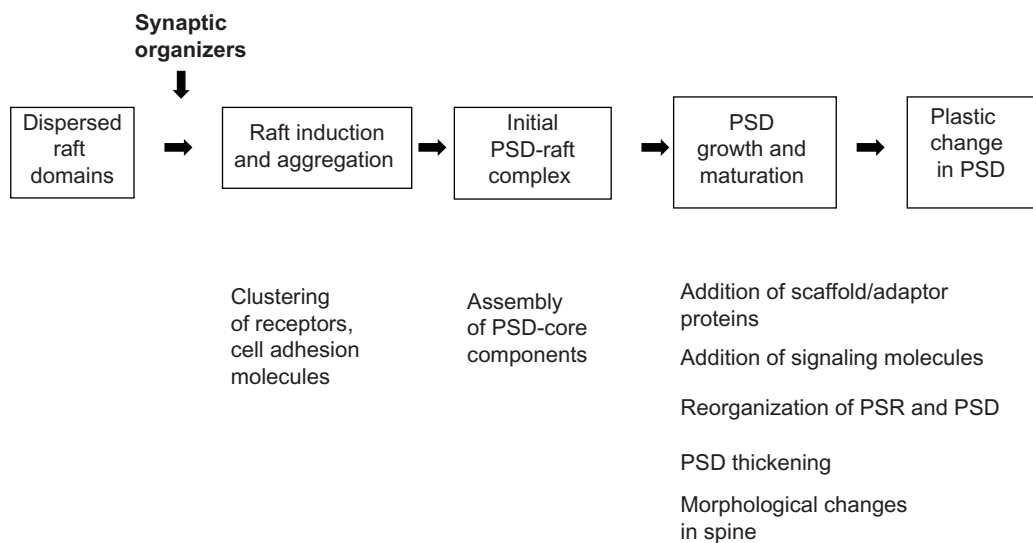 Synaptic
organizers
Dispersed
raft
domains
Raft induction
and aggregation
Initial
PSD-raft
complex
PSD
growth and
maturation
Plastic
change
in PSD
Clustering
of receptors,
cell adhesion
molecules
Assembly
of PSD-core
components
Addition of scaffold/adaptor
proteins
Addition of signaling molecules
Reorganization of PSR and PSD
PSD thickening
Morphological changes
in spine